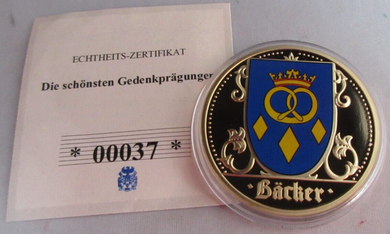 ECHTHEITS-ZERTIFIKAT
Die schönsten Gedenkprägungen
* 00037 *
· Bäcker ·